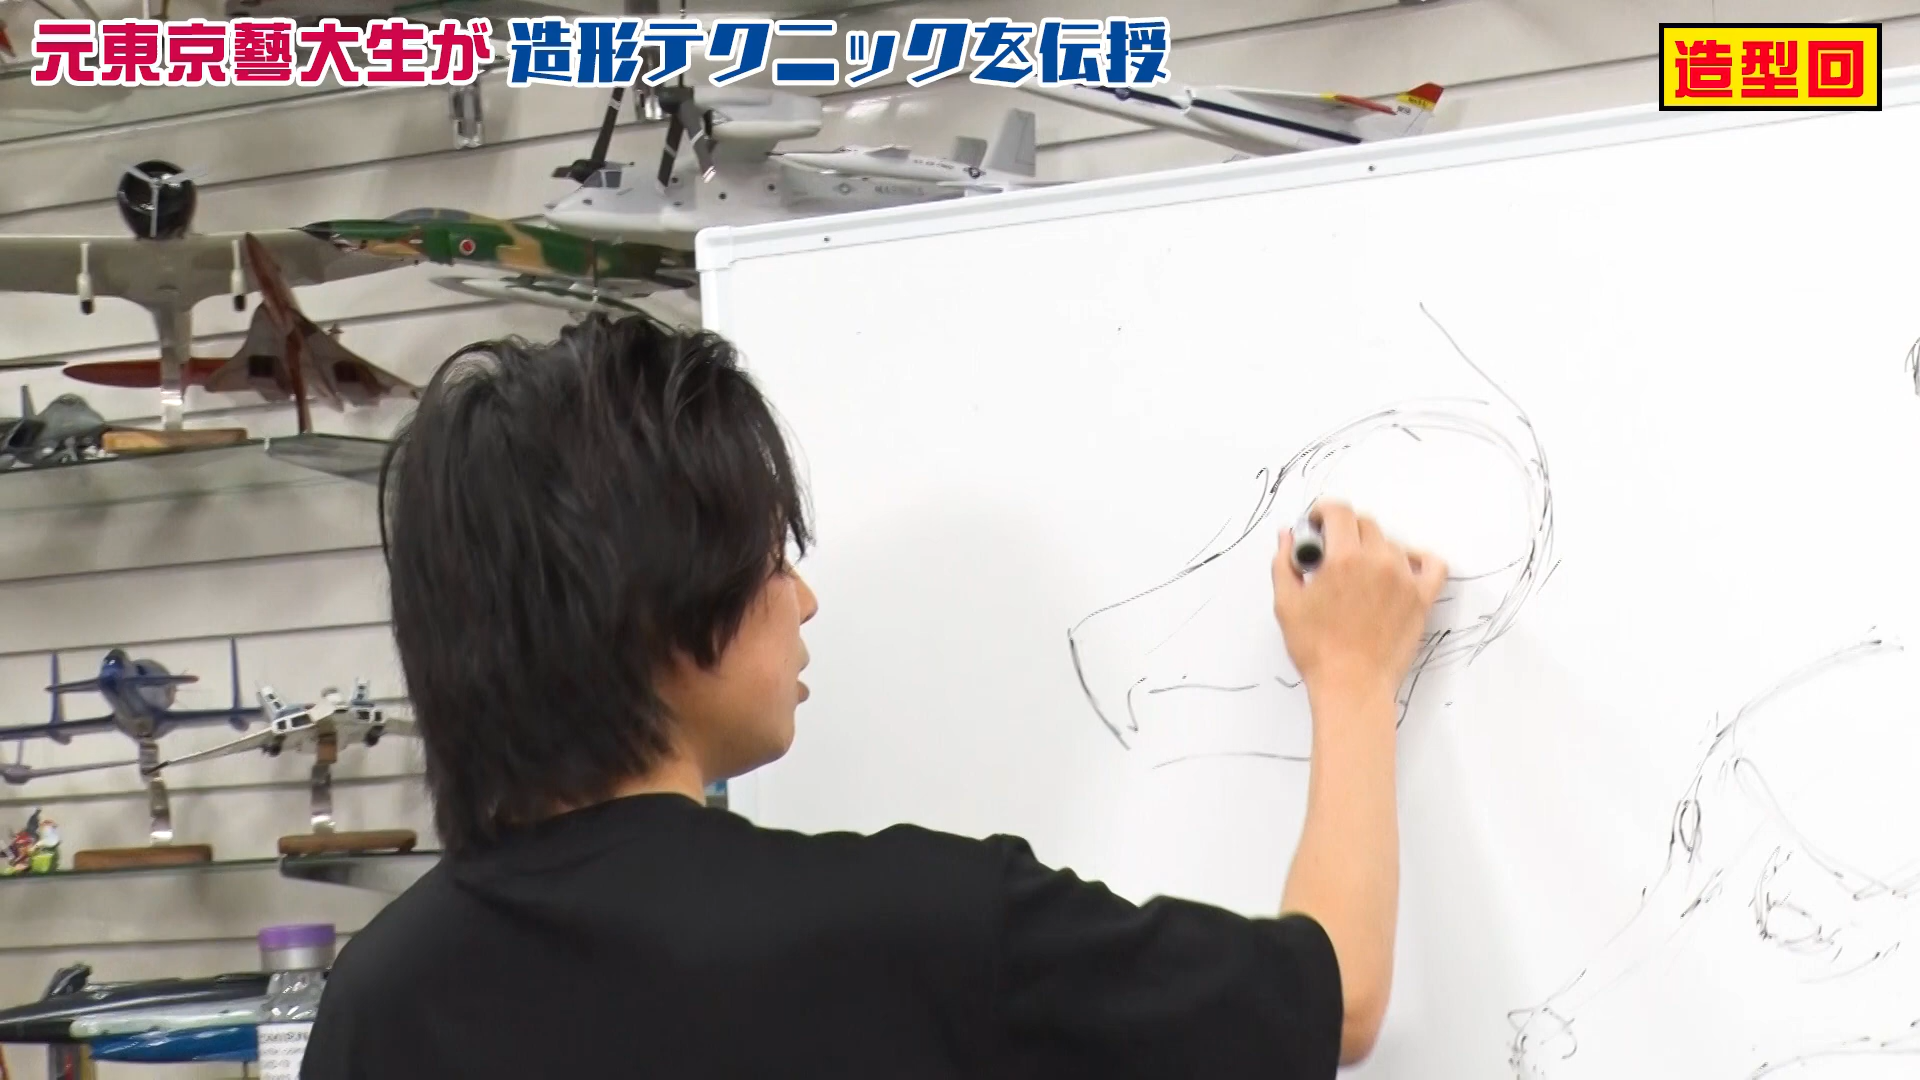 元東京藝大生が 造形テクニックを伝授
造型回